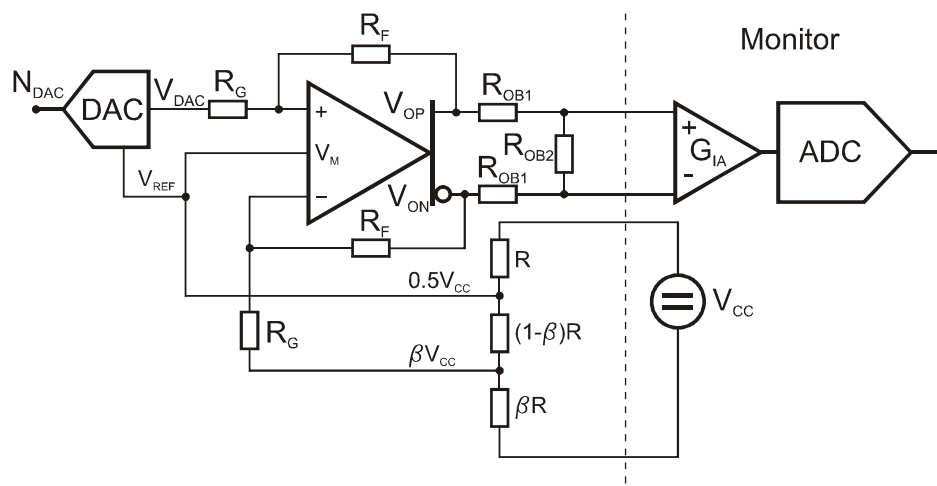 Monitor
R_F
N_DAC
DAC
V_DAC
R_G
+
V_OP
R_OB1
+
V_M
R_OB2
G_IA
ADC
V_REF
R_OB1
−
V_ON
-
R_F
R
0.5V_CC
V_CC
R_G
(1-β)R
βV_CC
βR